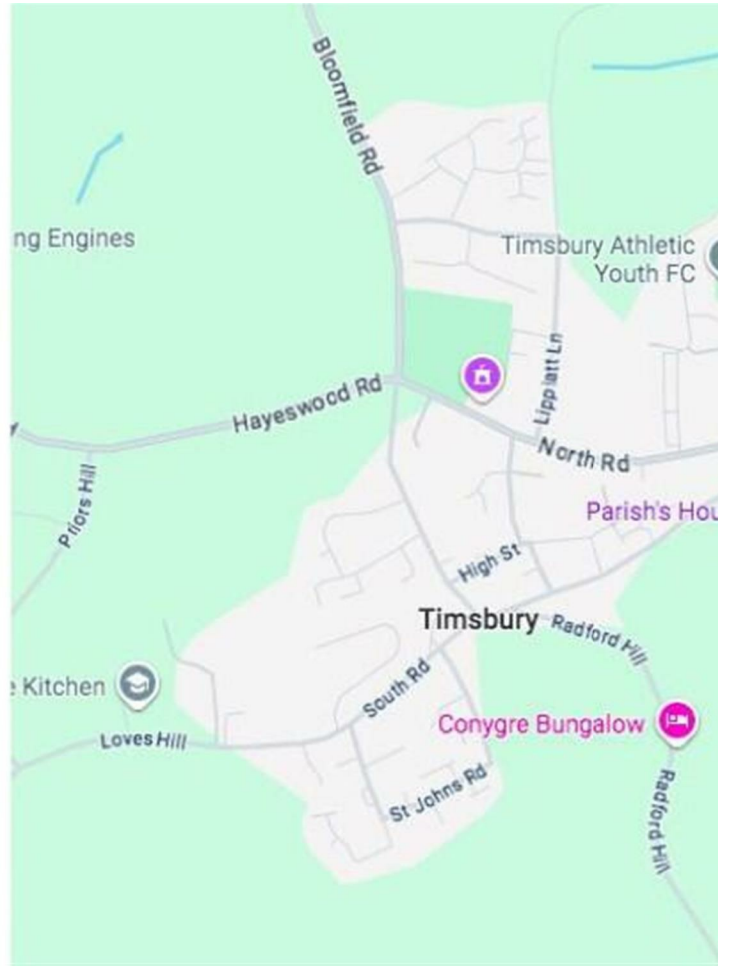 Bloomfield Rd
ng Engines
Timsbury Athletic
Youth FC
Lippiatt Ln
Hayeswood Rd
North Rd
Priors Hill
Parish's Hou
High St
Timsbury
Radford Hill
South Rd
e Kitchen
Conygre Bungalow
Loves Hill
St Johns Rd
Radford Hill